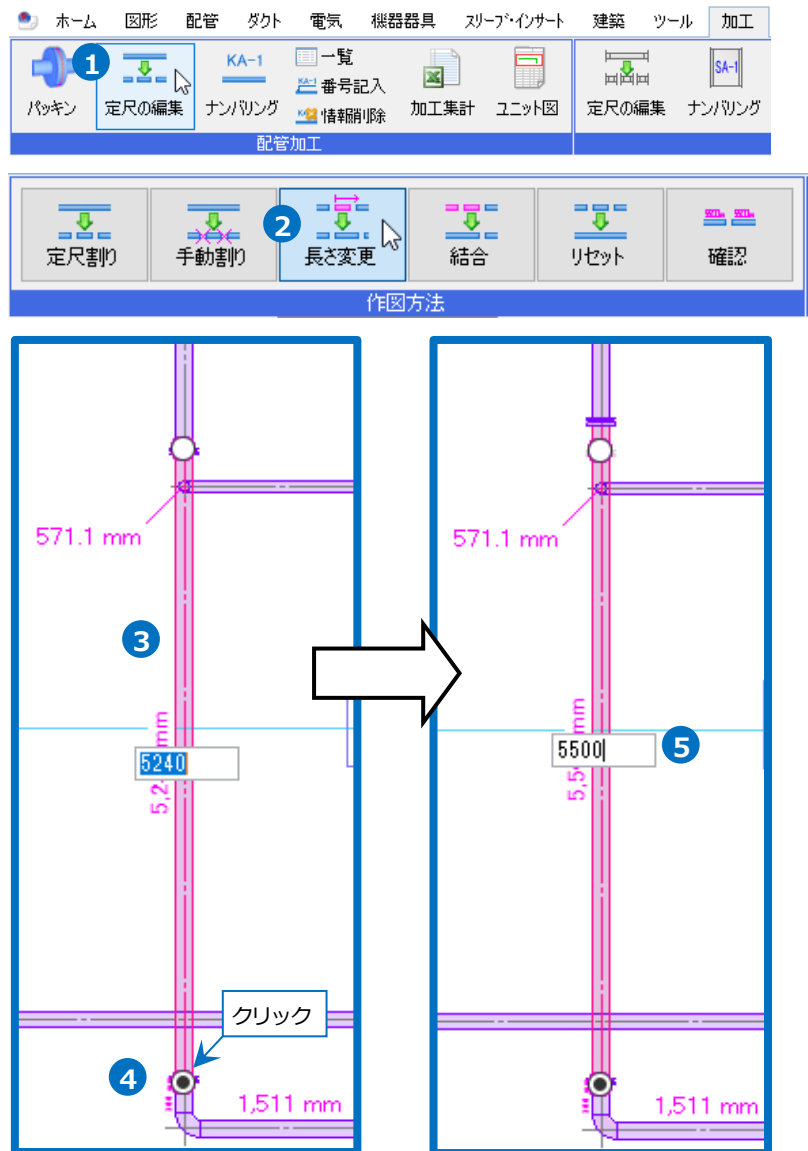 ホーム 図形 配管 ダクト 電気 機器器具 スリーブ・インサート 建築 ツール 加工
1
KA-1
一覧
番号記入
情報削除
SA-1
パッキン 定尺の編集 ナンバリング 加工集計 ユニット図 定尺の編集 ナンバリング
配管加工
2
定尺割り 手動割り 長さ変更 結合 リセット 確認
作図方法
571.1 mm
571.1 mm
3
mm
5240
5,2
mm
5500
5,5
5
クリック
4
1,511 mm
1,511 mm